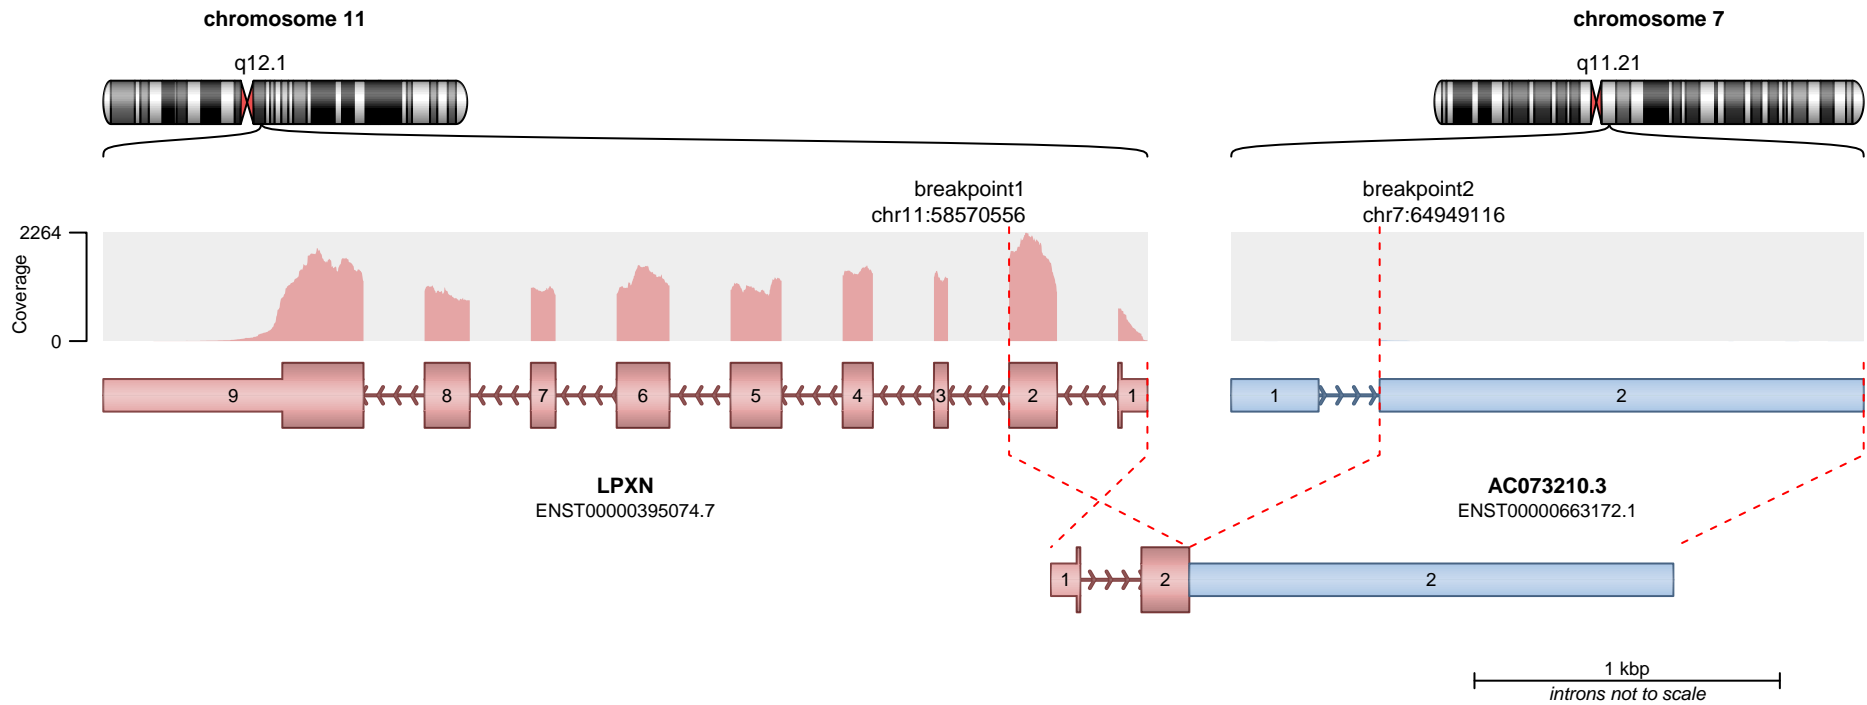 chromosome 11
chromosome 7
q12.1
q11.21
breakpoint1
chr11:58570556
breakpoint2
chr7:64949116
2264
Coverage
0
9
8
7
6
5
4
3
2
1
1
2
LPXN
ENST00000395074.7
AC073210.3
ENST00000663172.1
1
2
2
1 kbp
introns not to scale